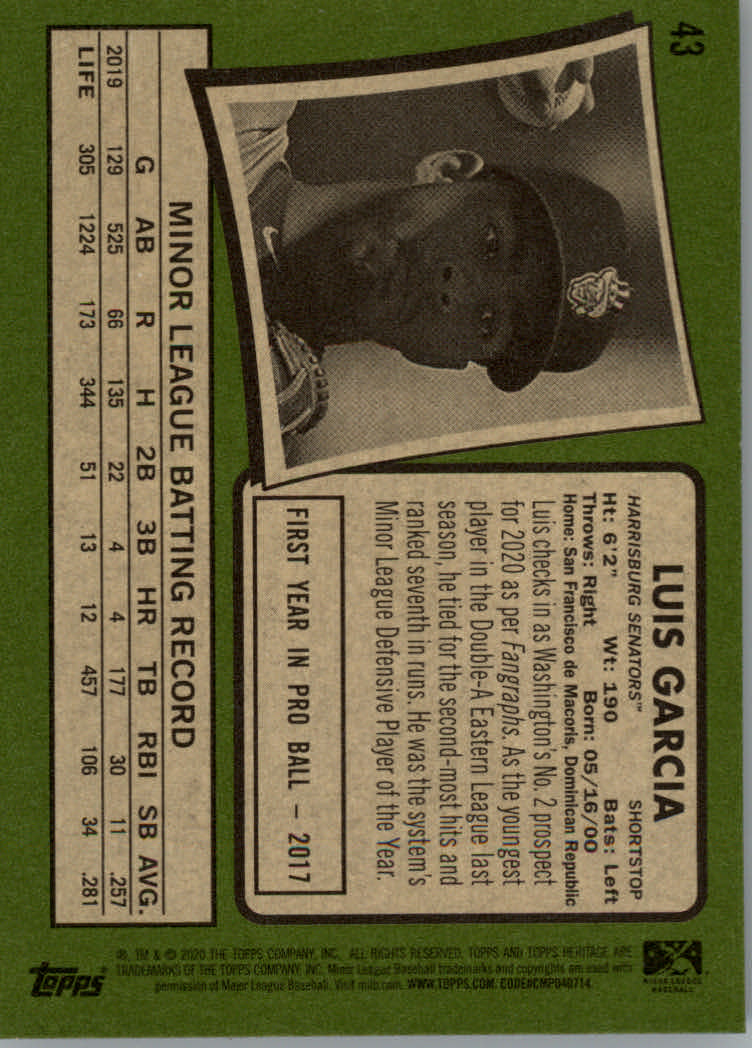 43
LUIS GARCIA
HARRISBURG SENATORS™ SHORTSTOP
Ht: 6'2" Wt: 190 Bats: Left
Throws: Right Born: 05/16/00
Home: San Francisco de Macoris, Dominican Republic
Luis checks in as Washington's No. 2 prospect
for 2020 as per Fangraphs. As the youngest
player in the Double-A Eastern League last
season, he tied for the second-most hits and
ranked seventh in runs. He was the system's
Minor League Defensive Player of the Year.
FIRST YEAR IN PRO BALL – 2017
MINOR LEAGUE BATTING RECORD
G AB R H 2B 3B HR TB RBI SB AVG.
2019 129 525 66 135 22 4 4 177 30 11 .257
LIFE 305 1224 173 344 51 13 12 457 106 34 .281
MINOR LEAGUE
BASEBALL
®, TM & © 2020 THE TOPPS COMPANY, INC. ALL RIGHTS RESERVED. TOPPS AND TOPPS HERITAGE ARE
TRADEMARKS OF THE TOPPS COMPANY, INC. Minor League Baseball trademarks and copyrights are used with
permission of Major League Baseball. Visit milb.com. WWW.TOPPS.COM. CODE#CMP040714
topps